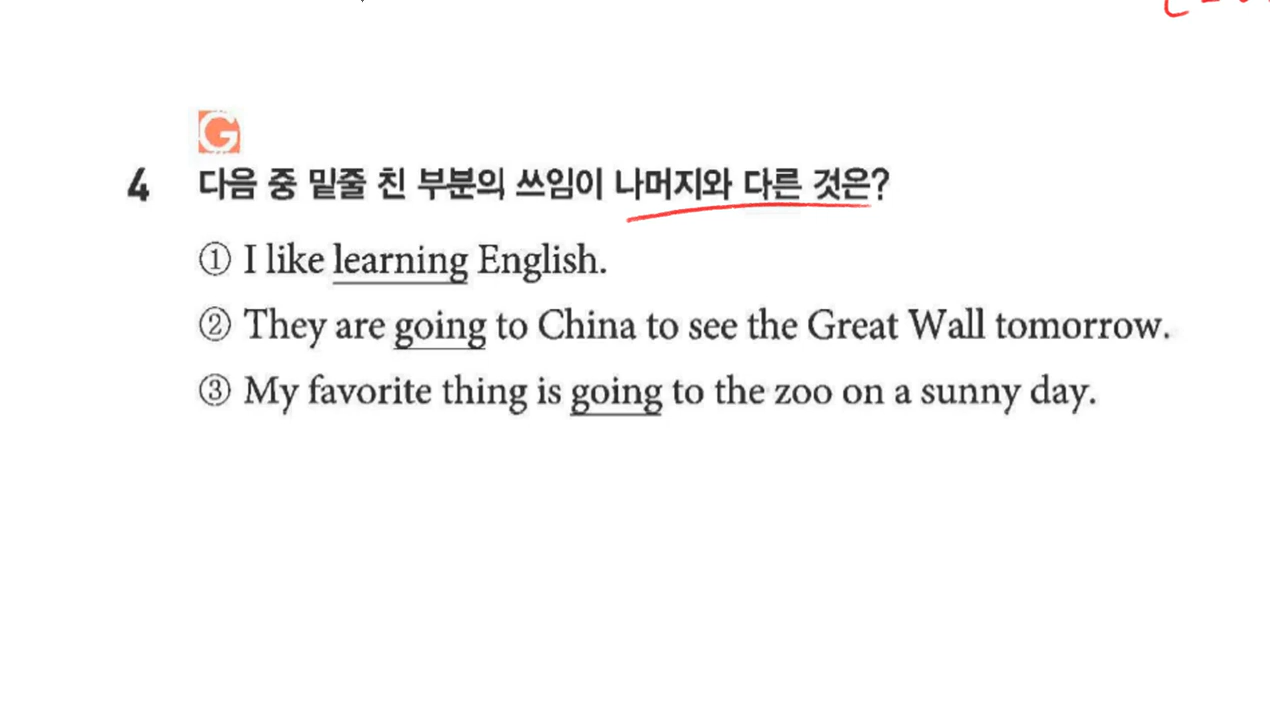 G
4 다음 중 밑줄 친 부분의 쓰임이 나머지와 다른 것은?
① I like learning English.
② They are going to China to see the Great Wall tomorrow.
③ My favorite thing is going to the zoo on a sunny day.